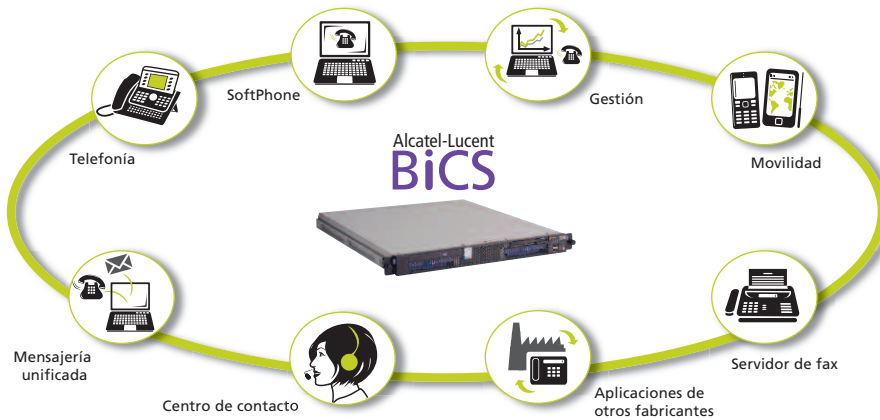 SoftPhone
Gestión
Telefonía
Movilidad
Alcatel-Lucent
BiCS
Mensajería
unificada
Centro de contacto
Aplicaciones de
otros fabricantes
Servidor de fax